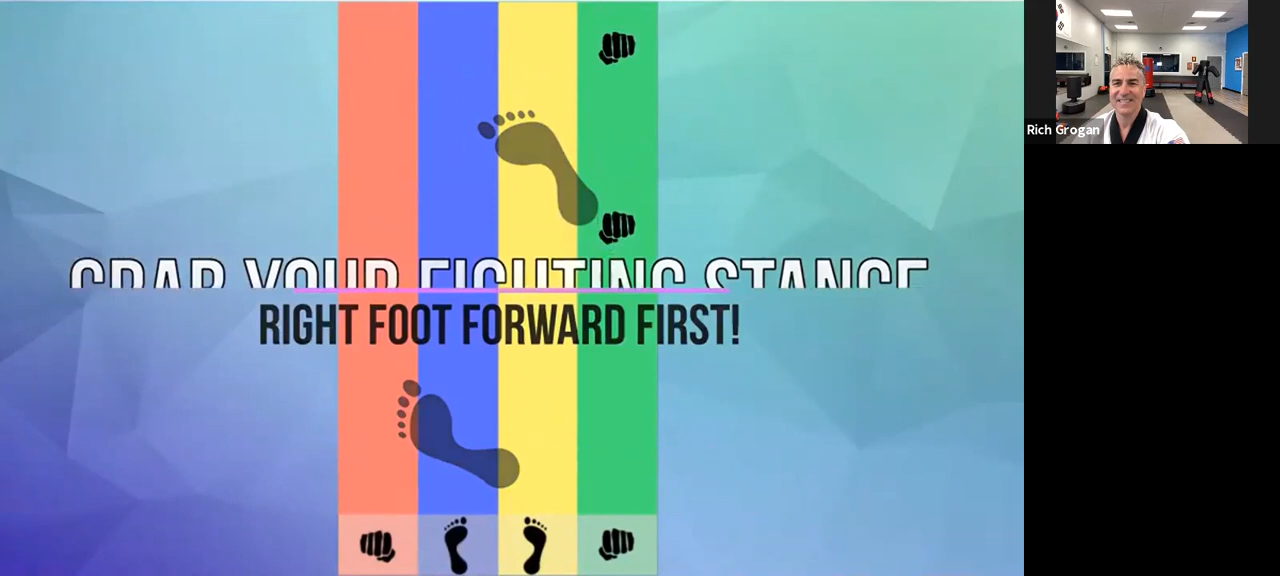 GRAB YOUR FIGHTING STANCE
RIGHT FOOT FORWARD FIRST!
Rich Grogan